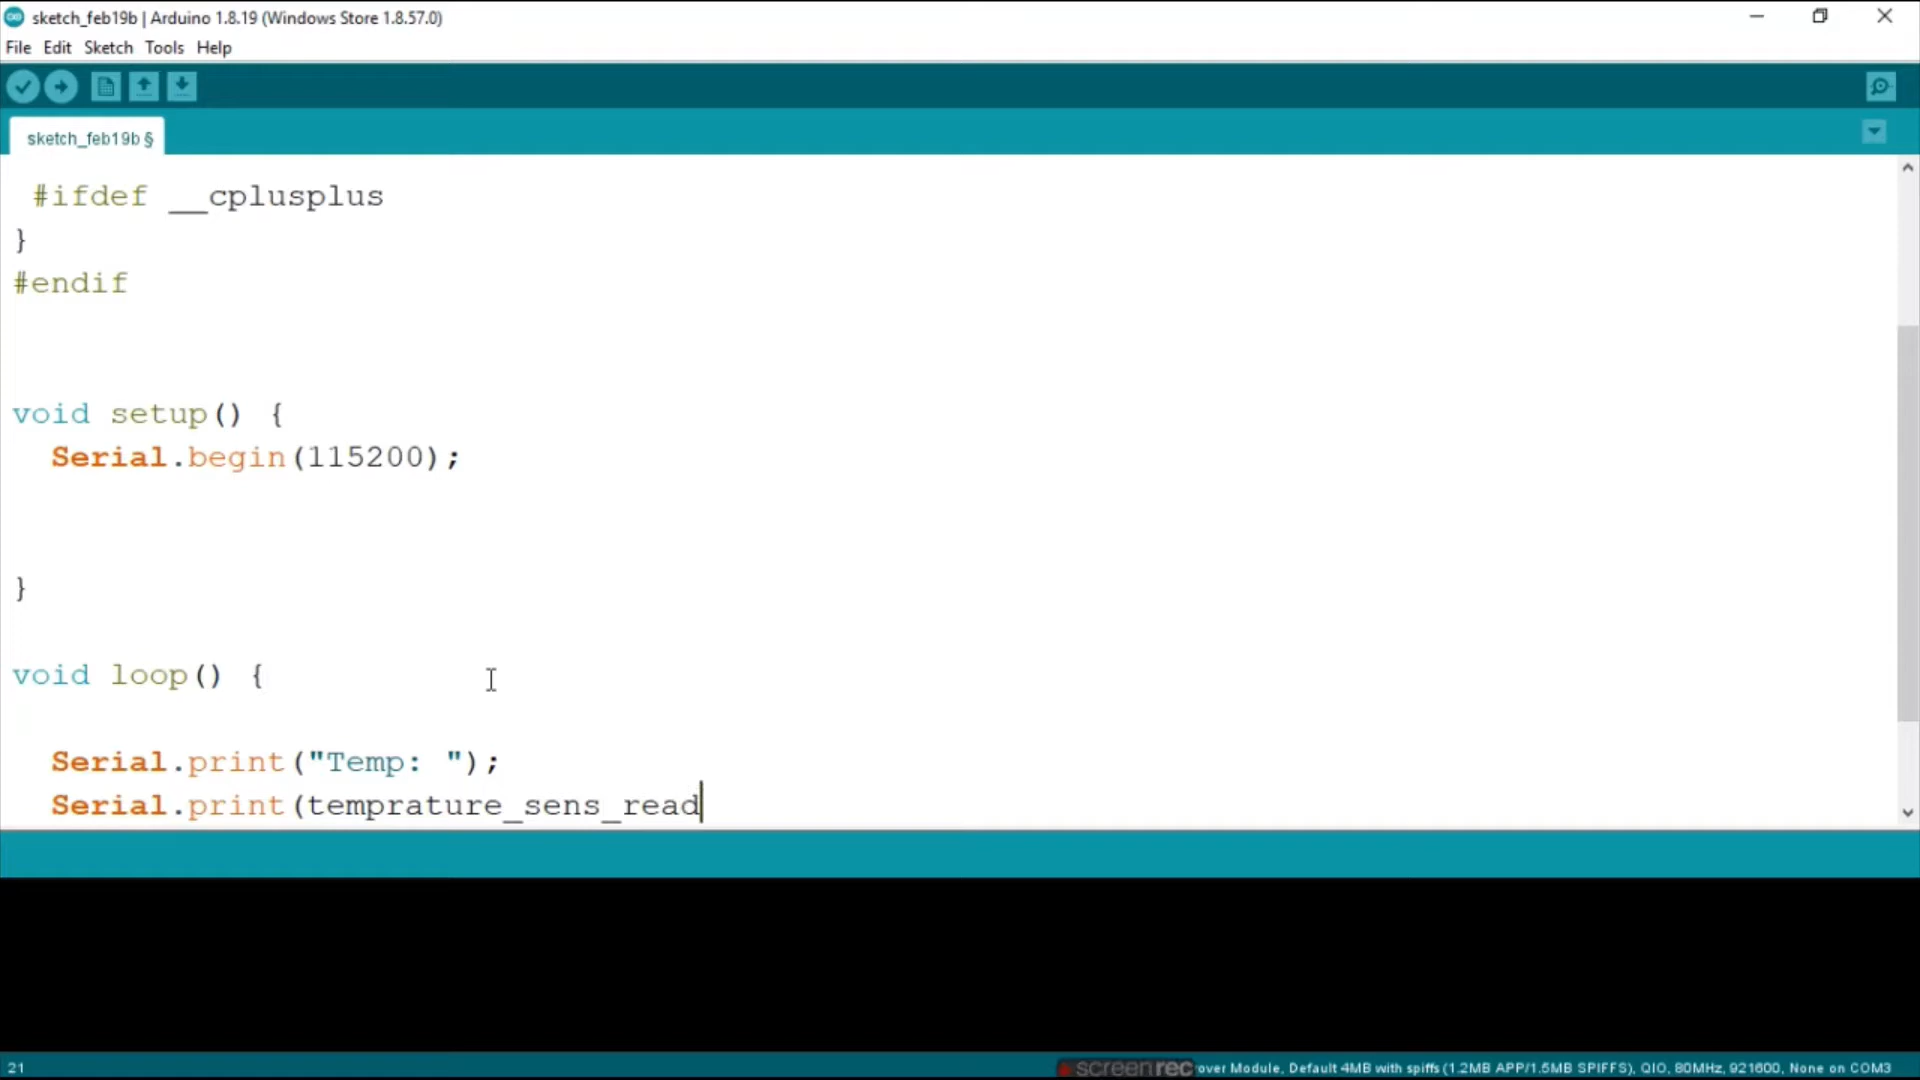 sketch_feb19b | Arduino 1.8.19 (Windows Store 1.8.57.0)
File Edit Sketch Tools Help
sketch_feb19b §
#ifdef __cplusplus
}
#endif
void setup() {
Serial.begin(115200);
}
void loop() {
Serial.print("Temp: ");
Serial.print(temprature_sens_read
21
screenrec over Module, Default 4MB with spiffs (1.2MB APP/1.5MB SPIFFS), QIO, 80MHz, 921600, None on COM3